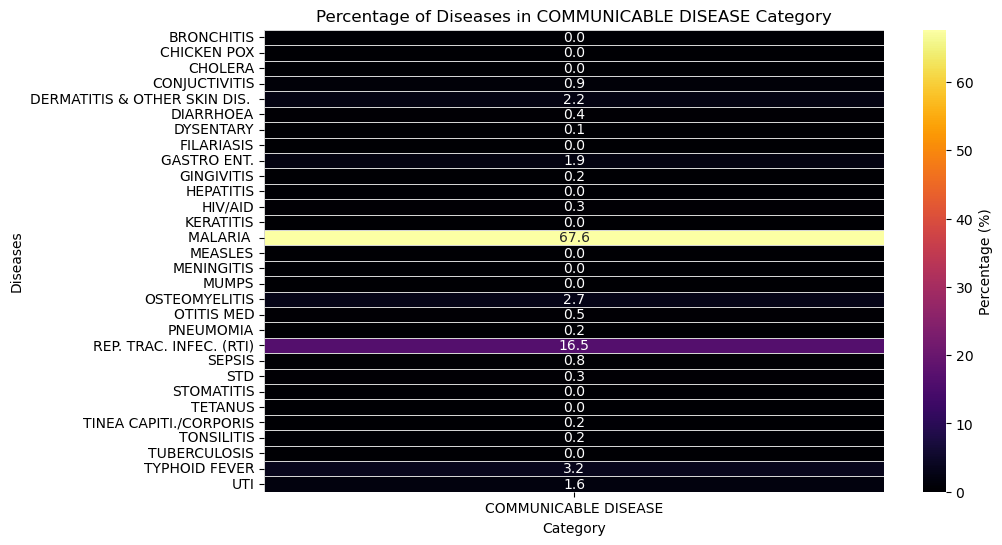 Percentage of Diseases in COMMUNICABLE DISEASE Category
BRONCHITIS 0.0
CHICKEN POX 0.0
CHOLERA 0.0
CONJUCTIVITIS 0.9
DERMATITIS & OTHER SKIN DIS. 2.2
DIARRHOEA 0.4
DYSENTARY 0.1
FILARIASIS 0.0
GASTRO ENT. 1.9
GINGIVITIS 0.2
HEPATITIS 0.0
HIV/AID 0.3
KERATITIS 0.0
MALARIA 67.6
MEASLES 0.0
MENINGITIS 0.0
MUMPS 0.0
OSTEOMYELITIS 2.7
OTITIS MED 0.5
PNEUMOMIA 0.2
REP. TRAC. INFEC. (RTI) 16.5
SEPSIS 0.8
STD 0.3
STOMATITIS 0.0
TETANUS 0.0
TINEA CAPITI./CORPORIS 0.2
TONSILITIS 0.2
TUBERCULOSIS 0.0
TYPHOID FEVER 3.2
UTI 1.6
COMMUNICABLE DISEASE
Category
Diseases
60
50
40
30
20
10
0
Percentage (%)